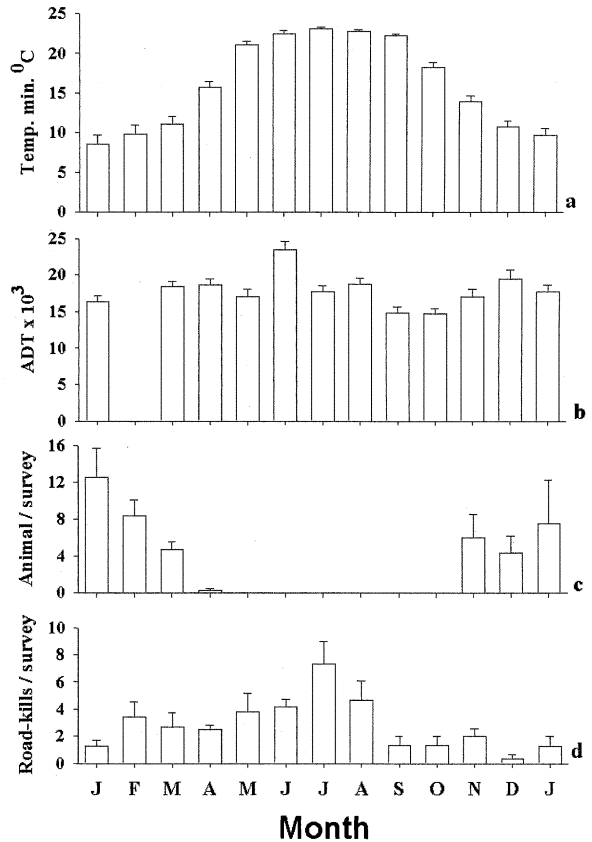 Temp. min. ⁰C
25
20
15
10
5
0
a
ADT x 10³
25
20
15
10
5
0
b
Animal / survey
16
12
8
4
0
c
Road-kills / survey
10
8
6
4
2
0
d
J F M A M J J A S O N D J
Month